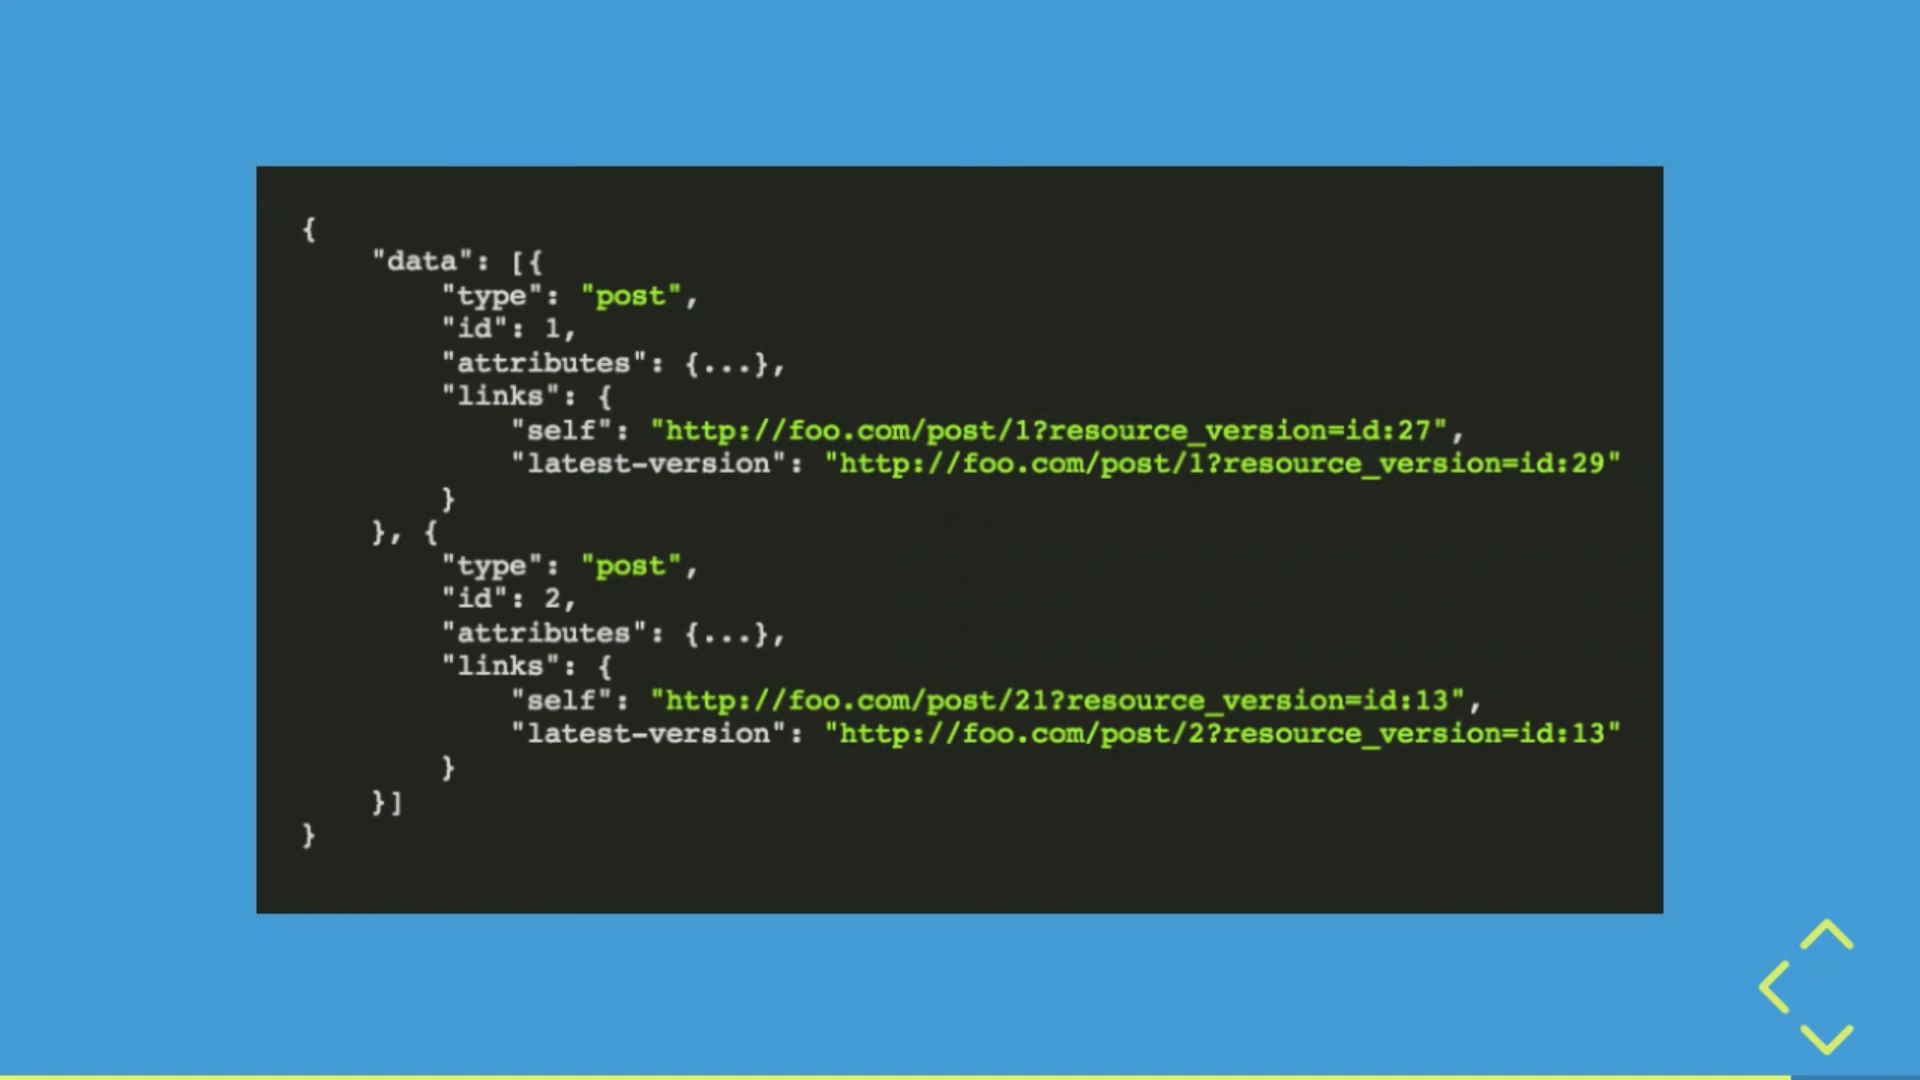 {
"data": [{
"type": "post",
"id": 1,
"attributes": {...},
"links": {
"self": "http://foo.com/post/1?resource_version=id:27",
"latest-version": "http://foo.com/post/1?resource_version=id:29"
}
}, {
"type": "post",
"id": 2,
"attributes": {...},
"links": {
"self": "http://foo.com/post/21?resource_version=id:13",
"latest-version": "http://foo.com/post/2?resource_version=id:13"
}
}]
}